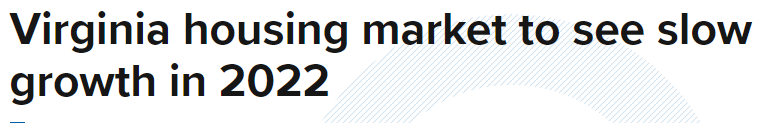 Virginia housing market to see slow
growth in 2022